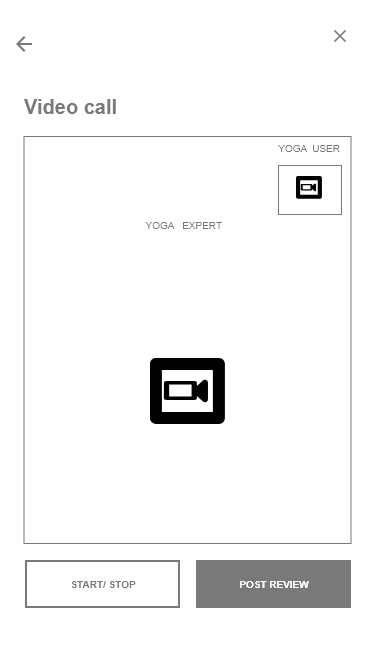 Video call
YOGA USER
YOGA EXPERT
START/ STOP
POST REVIEW